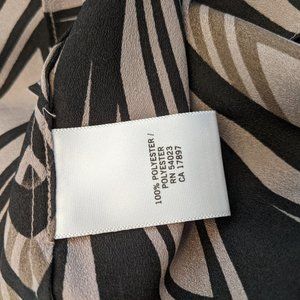 100% POLYESTER /
POLYESTER
RN 54023
CA 17897